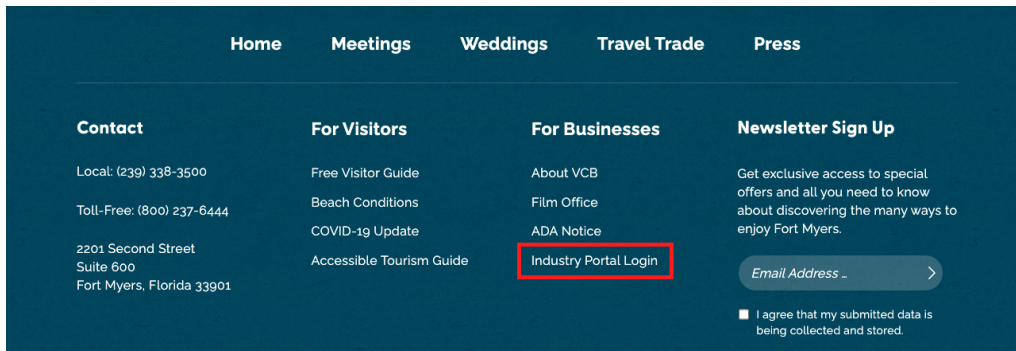 Home Meetings Weddings Travel Trade Press
Contact
Local: (239) 338-3500
Toll-Free: (800) 237-6444
2201 Second Street
Suite 600
Fort Myers, Florida 33901
For Visitors
Free Visitor Guide
Beach Conditions
COVID-19 Update
Accessible Tourism Guide
For Businesses
About VCB
Film Office
ADA Notice
Industry Portal Login
Newsletter Sign Up
Get exclusive access to special
offers and all you need to know
about discovering the many ways to
enjoy Fort Myers.
Email Address ...
I agree that my submitted data is
being collected and stored.